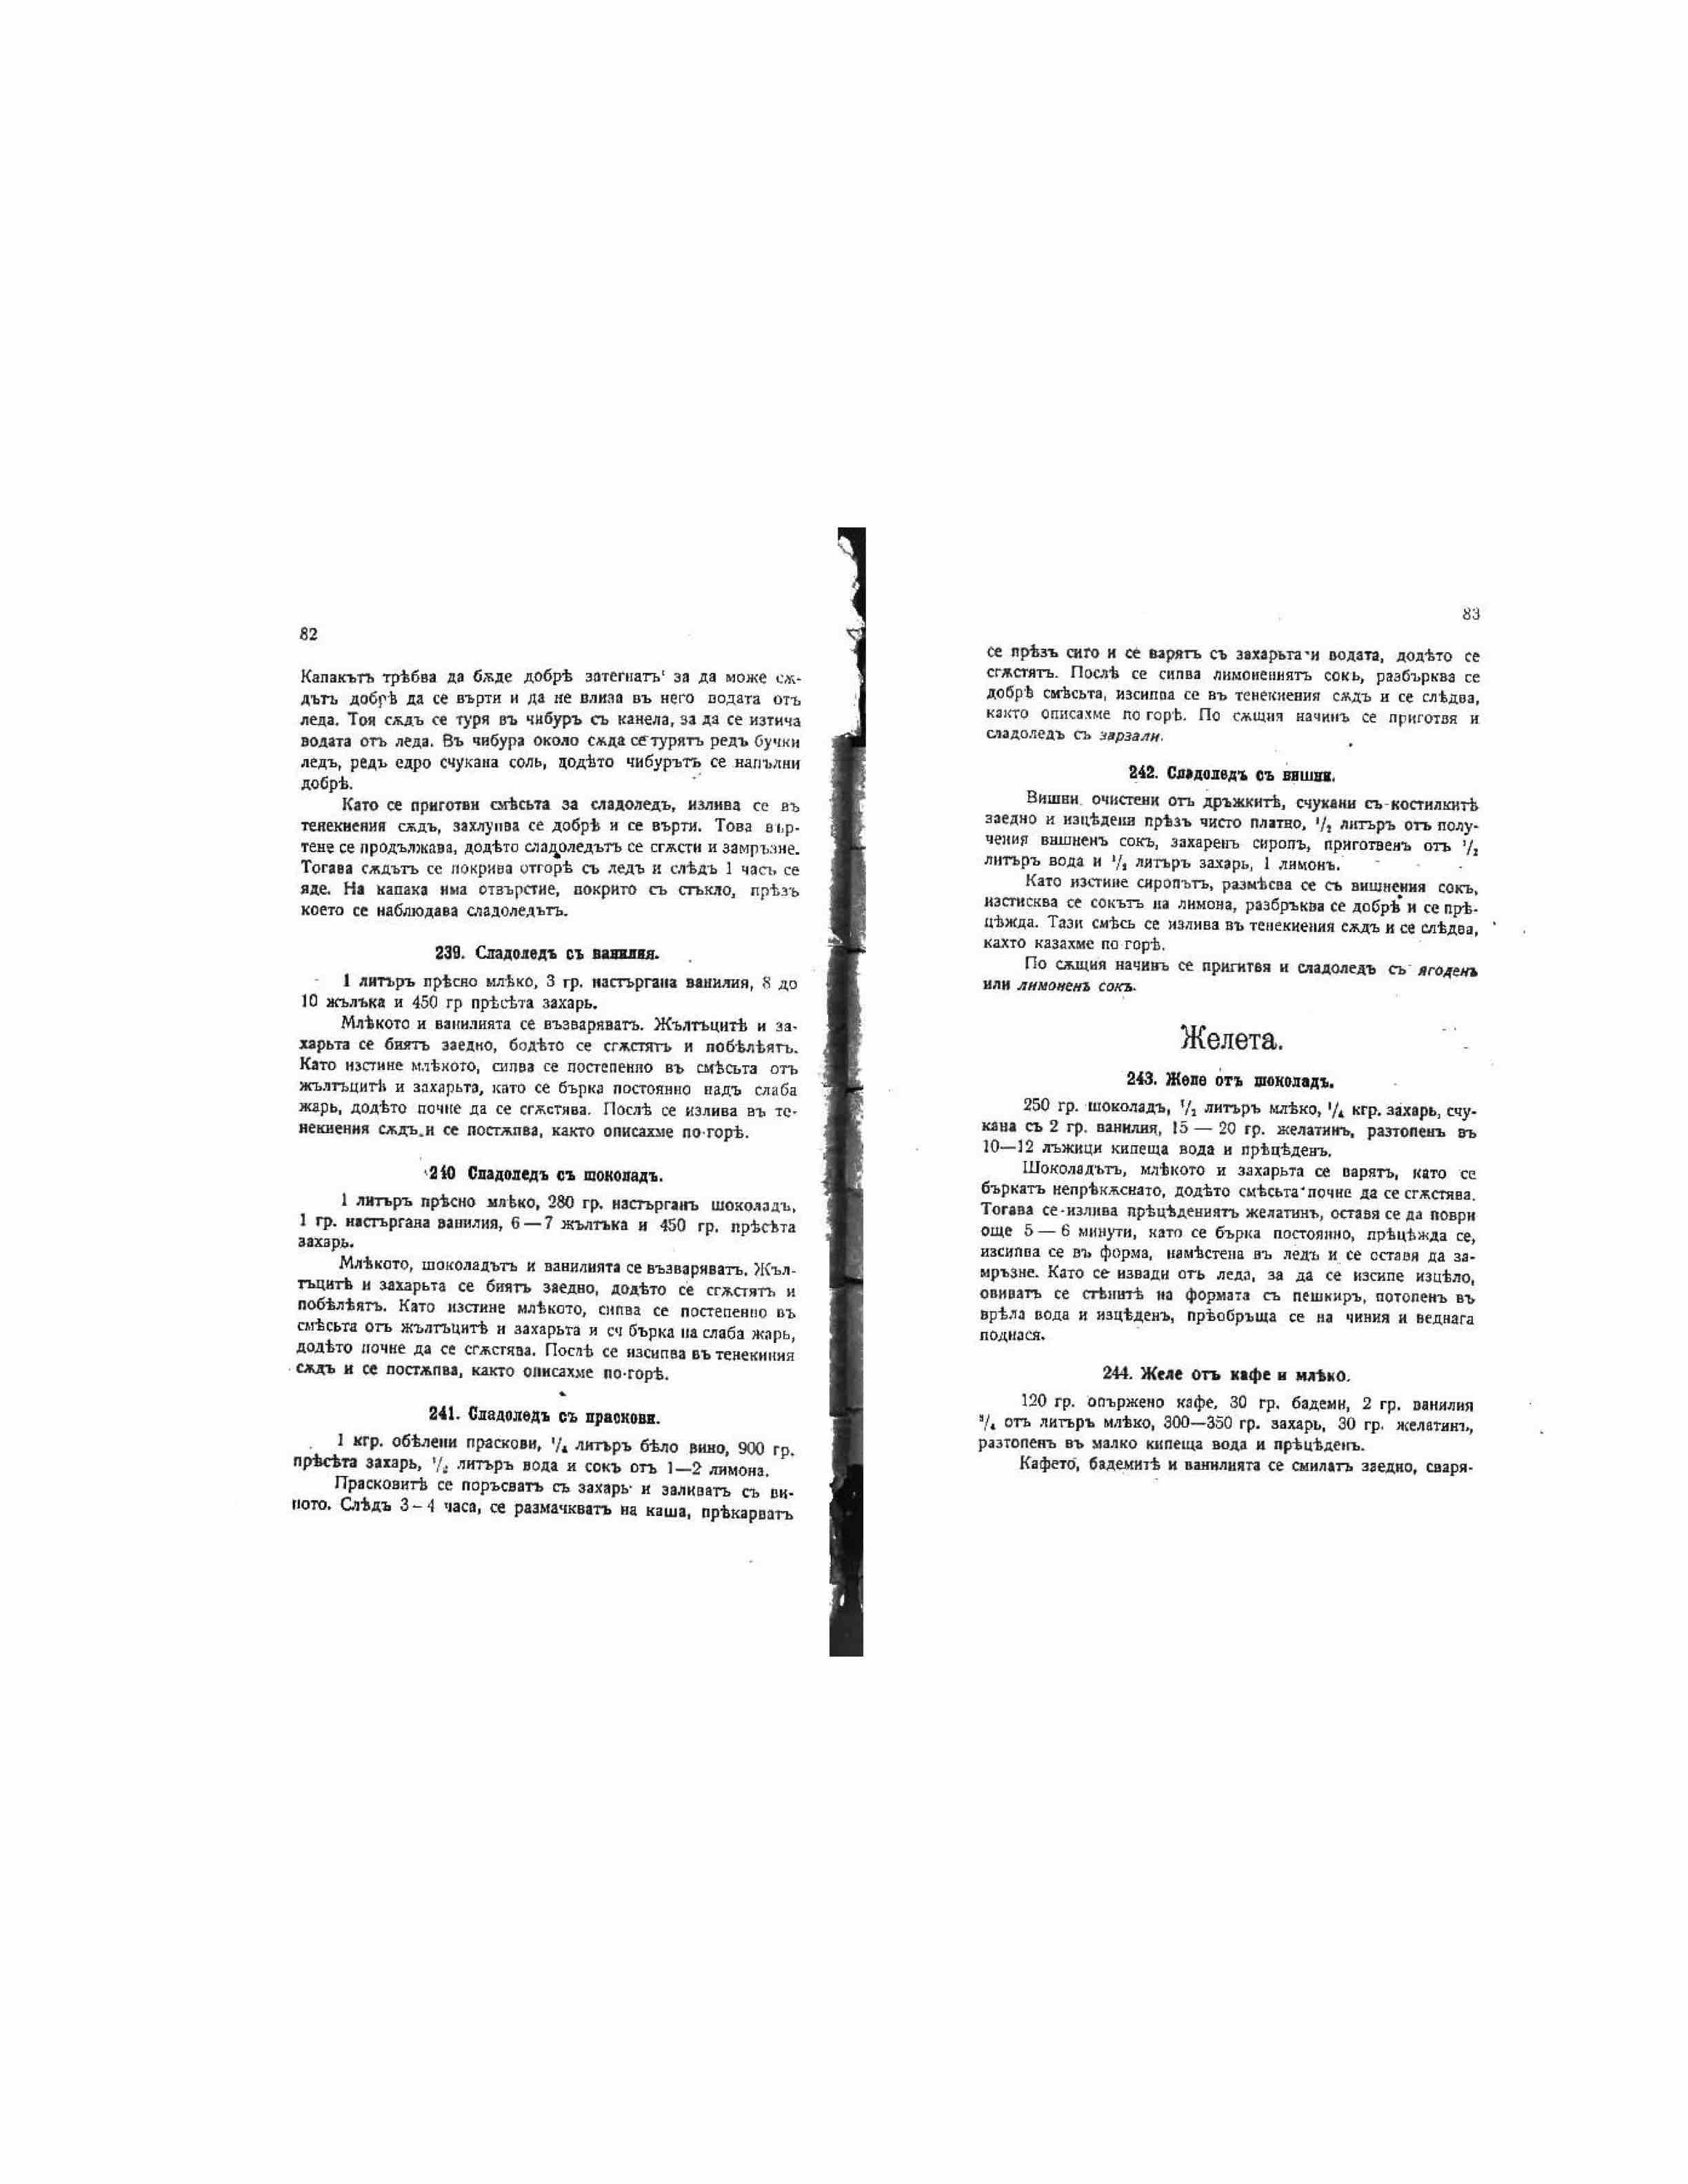 82
Капакътъ трѣбва да бѫде добрѣ затегнатъ за да може сѫ-
дътъ добрѣ да се върти и да не влиза въ него водата отъ
леда. Тоя сѫдъ се туря въ чибуръ съ канела, за да се изтича
водата отъ леда. Въ чибура около сѫда се турятъ редъ бучки
ледъ, редъ едро счукана соль, додѣто чибурътъ се напълни
добрѣ.
Като се приготви смѣсьта за сладоледъ, излива се въ
тенекиения сѫдъ, захлупва се добрѣ и се върти. Това вър-
тене се продължава, додѣто сладоледътъ се сгѫсти и замръзне.
Тогава сѫдътъ се покрива отгорѣ съ ледъ и слѣдъ 1 часъ се
яде. На капака има отвърстие, покрито съ стъкло, прѣзъ
което се наблюдава сладоледътъ.
239. Сладоледъ съ ванилия.
1 литъръ прѣсно млѣко, 3 гр. настъргана ванилия, 8 до
10 жълъка и 450 гр прѣсѣта захарь.
Млѣкото и ванилията се възваряватъ. Жълтъцитѣ и за-
харьта се биятъ заедно, бодѣто се сгѫстятъ и побѣлѣятъ.
Като изстине млѣкото, сипва се постепенно въ смѣсьта отъ
жълтъцитѣ и захарьта, като се бърка постоянно надъ слаба
жарь, додѣто почне да се сгѫстява. Послѣ се излива въ те-
некиения сѫдъ и се постѫпва, както описахме по-горѣ.
240 Сладоледъ съ шоколадъ.
1 литъръ прѣсно млѣко, 280 гр. настърганъ шоколадъ,
1 гр. настъргана ванилия, 6—7 жълтъка и 450 гр. прѣсѣта
захарь.
Млѣкото, шоколадътъ и ванилията се възваряватъ. Жъл-
тъцитѣ и захарьта се биятъ заедно, додѣто се сгѫстятъ и
побѣлѣятъ. Като изстине млѣкото, сипва се постепенно въ
смѣсьта отъ жълтъцитѣ и захарьта и сч бърка на слаба жарь,
додѣто почне да се сгѫстява. Послѣ се изсипва въ тенекиния
сѫдъ и се постѫпва, както описахме по-горѣ.
241. Сладоледъ съ праскови.
1 кгр. обѣлени праскови, 1/4 литъръ бѣло вино, 900 гр.
прѣсѣта захарь, 1/2 литъръ вода и сокъ отъ 1—2 лимона.
Прасковитѣ се поръсватъ съ захарь и заливатъ съ ви-
ното. Слѣдъ 3—4 часа, се размачкватъ на каша, прѣкарватъ
83
се прѣзъ сито и се варятъ съ захарьта и водата, додѣто се
сгѫстятъ. Послѣ се сипва лимонениятъ сокъ, разбърква се
добрѣ смѣсьта, изсипва се въ тенекиения сѫдъ и се слѣдва,
както описахме по горѣ. По сѫщия начинъ се приготвя и
сладоледъ съ зарзали.
242. Сладоледъ съ вишни.
Вишни очистени отъ дръжкитѣ, счукани съ костилкитѣ
заедно и изцѣдени прѣзъ чисто платно, 1/2 литъръ отъ полу-
чения вишненъ сокъ, захаренъ сиропъ, приготвенъ отъ 1/2
литъръ вода и 1/2 литъръ захарь, 1 лимонъ.
Като изстине сиропътъ, размѣсва се съ вишнения сокъ,
изстисква се сокътъ на лимона, разбръква се добрѣ и се прѣ-
цѣжда. Тази смѣсь се излива въ тенекиения сѫдъ и се слѣдва,
кахто казахме по горѣ.
По сѫщия начинъ се пригитвя и сладоледъ съ ягоденъ
или лимоненъ сокъ.
Желета.
243. Желе отъ шоколадъ.
250 гр. шоколадъ, 1/2 литъръ млѣко, 1/4 кгр. захарь, счу-
кана съ 2 гр. ванилия, 15 — 20 гр. желатинъ, разтопенъ въ
10—12 лъжици кипеща вода и прѣцѣденъ.
Шоколадътъ, млѣкото и захарьта се варятъ, като се
бъркатъ непрѣкѫснато, додѣто смѣсьта почне да се сгѫстява.
Тогава се излива прѣцѣдениятъ желатинъ, оставя се да поври
още 5 — 6 минути, като се бърка постоянно, прѣцѣжда се,
изсипва се въ форма, намѣстена въ ледъ и се оставя да за-
мръзне. Като се извади отъ леда, за да се изсипе изцѣло,
овиватъ се стѣнитѣ на формата съ пешкиръ, потопенъ въ
врѣла вода и изцѣденъ, прѣобръща се на чиния и веднага
поднася.
244. Желе отъ кафе и млѣко.
120 гр. опържено кафе, 30 гр. бадеми, 2 гр. ванилия
3/4 отъ литъръ млѣко, 300—350 гр. захарь, 30 гр. желатинъ,
разтопенъ въ малко кипеща вода и прѣцѣденъ.
Кафето, бадемитѣ и ванилията се смилатъ заедно, сваря-